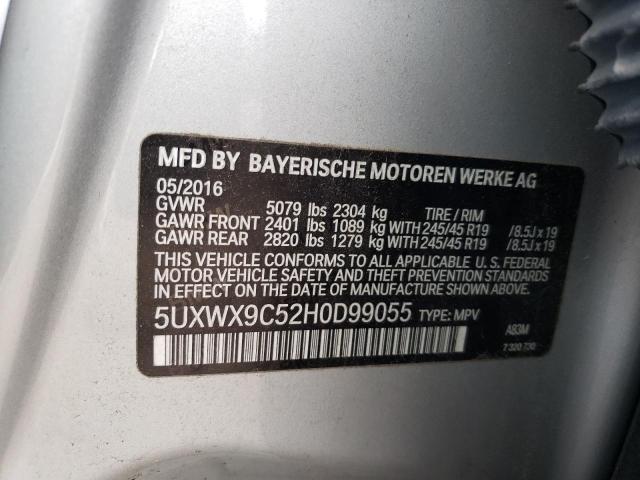 MFD BY BAYERISCHE MOTOREN WERKE AG
05/2016
GVWR 5079 lbs 2304 kg TIRE / RIM
GAWR FRONT 2401 lbs 1089 kg WITH 245/45 R19 / 8.5J x 19
GAWR REAR 2820 lbs 1279 kg WITH 245/45 R19 / 8.5J x 19
THIS VEHICLE CONFORMS TO ALL APPLICABLE U. S. FEDERAL
MOTOR VEHICLE SAFETY AND THEFT PREVENTION STANDARDS
IN EFFECT ON THE DATE OF MANUFACTURE SHOWN ABOVE.
5UXWX9C52H0D99055 TYPE: MPV
A83M
7 320 730